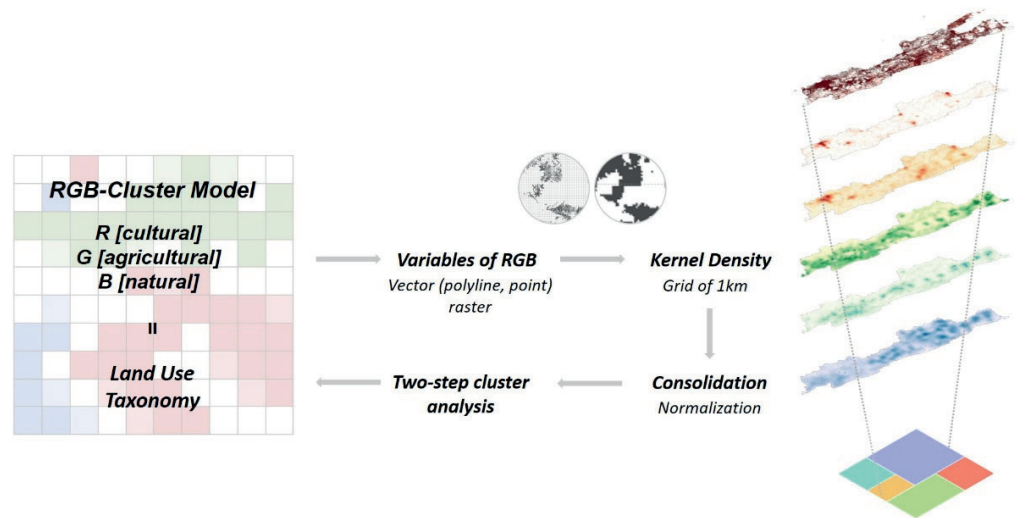 RGB-Cluster Model
R [cultural]
G [agricultural]
B [natural]
=
Land Use
Taxonomy
Variables of RGB
Vector (polyline, point)
raster
Kernel Density
Grid of 1km
Two-step cluster
analysis
Consolidation
Normalization